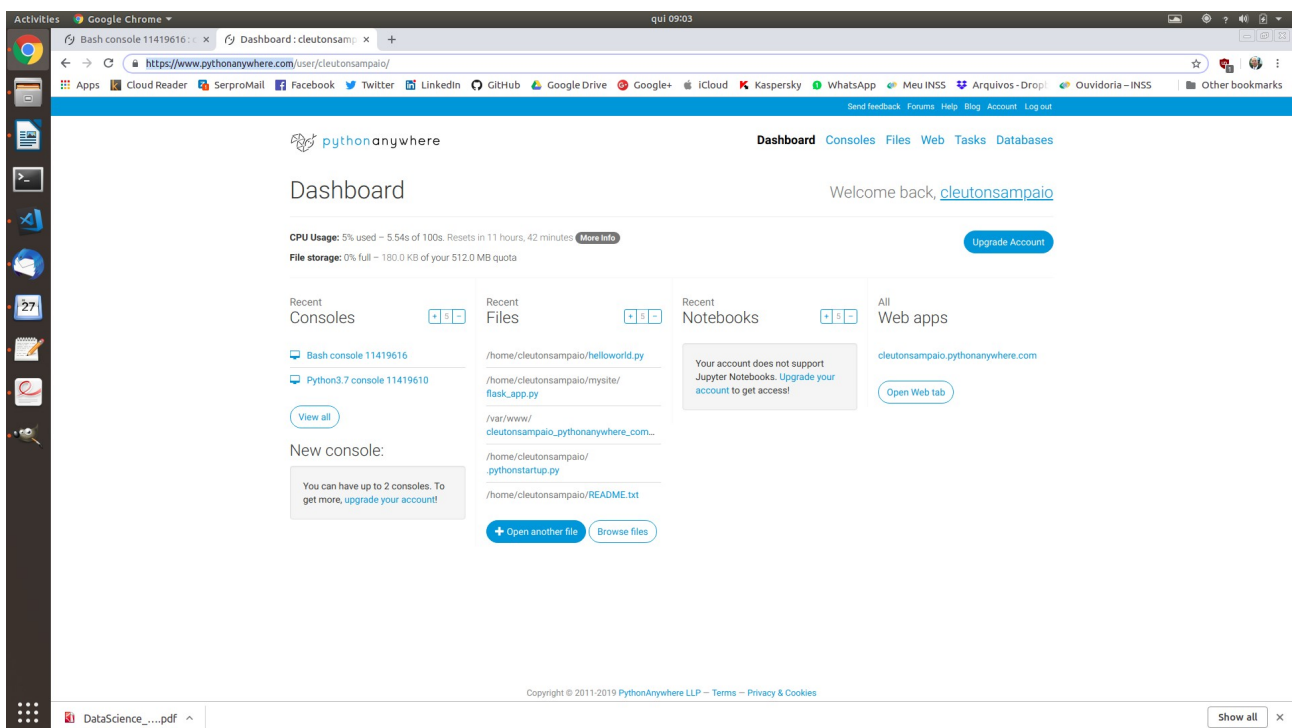 Activities Google Chrome qui 09:03
Bash console 11419616 : c Dashboard : cleutonsamp
https://www.pythonanywhere.com/user/cleutonsampaio/
Apps Cloud Reader SerproMail Facebook Twitter LinkedIn GitHub Google Drive Google+ iCloud Kaspersky WhatsApp Meu INSS Arquivos - Drop Ouvidoria – INSS Other bookmarks
Send feedback Forums Help Blog Account Log out
pythonanywhere
Dashboard Consoles Files Web Tasks Databases
Dashboard
Welcome back, cleutonsampaio
CPU Usage: 5% used – 5.54s of 100s. Resets in 11 hours, 42 minutes More Info
File storage: 0% full – 180.0 KB of your 512.0 MB quota
Upgrade Account
Recent
Consoles
+ 5 -
Bash console 11419616
Python3.7 console 11419610
View all
New console:
You can have up to 2 consoles. To
get more, upgrade your account!
Recent
Files
+ 5 -
/home/cleutonsampaio/helloworld.py
/home/cleutonsampaio/mysite/
flask_app.py
/var/www/
cleutonsampaio_pythonanywhere_com...
/home/cleutonsampaio/
.pythonstartup.py
/home/cleutonsampaio/README.txt
+ Open another file Browse files
Recent
Notebooks
+ 5 -
Your account does not support
Jupyter Notebooks. Upgrade your
account to get access!
All
Web apps
cleutonsampaio.pythonanywhere.com
Open Web tab
27
Copyright © 2011-2019 PythonAnywhere LLP — Terms — Privacy & Cookies
DataScience_....pdf
Show all